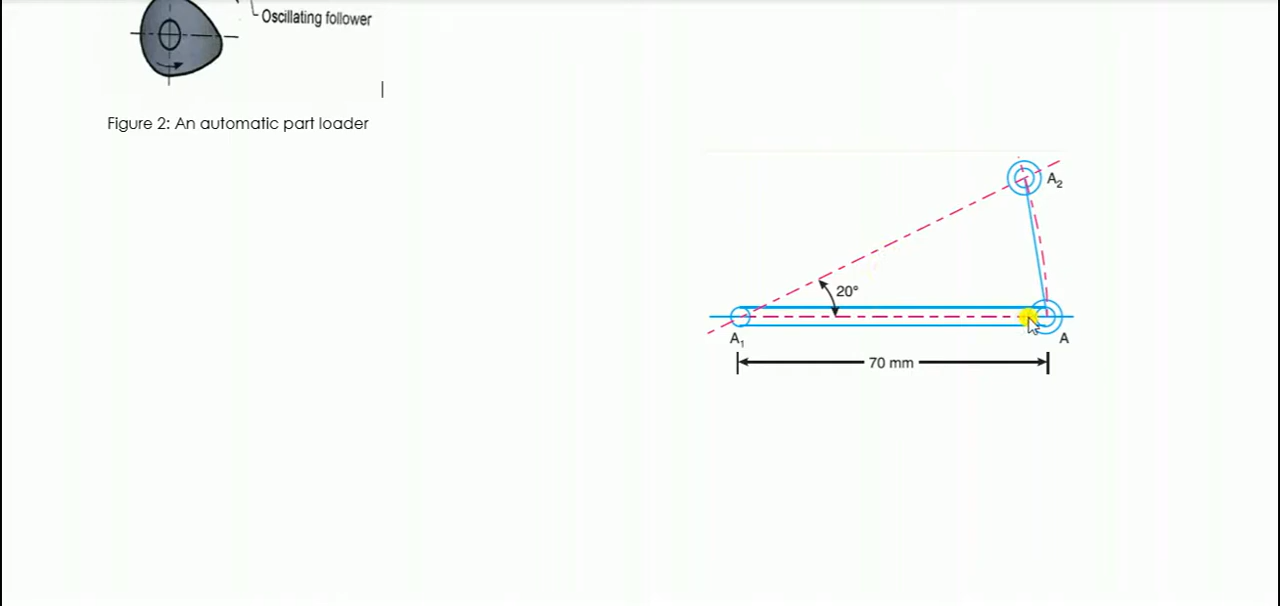 Oscillating follower
Figure 2: An automatic part loader
A2
20°
A1
A
70 mm